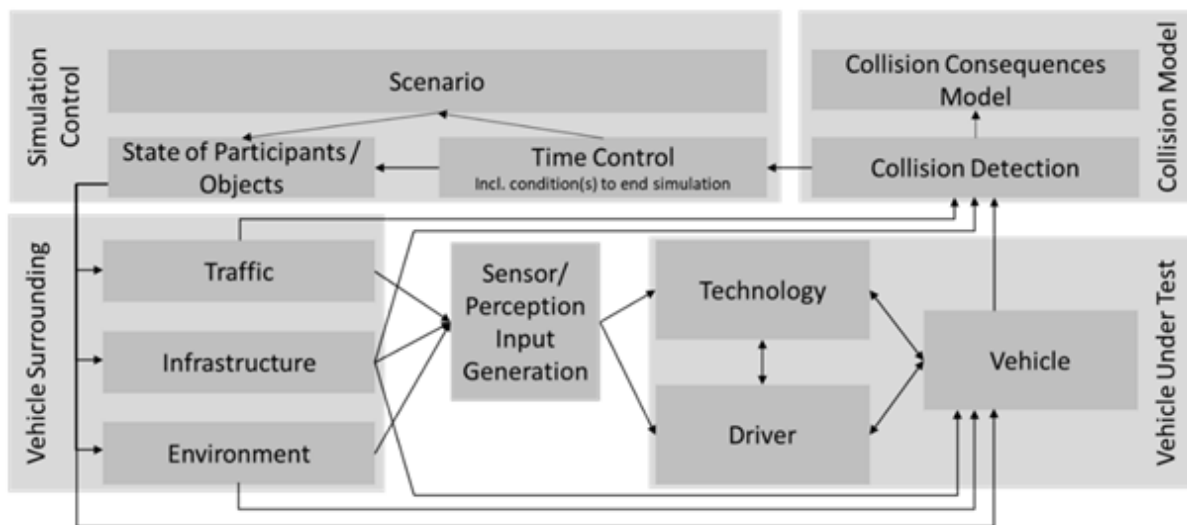 Simulation
Control
Scenario
State of Participants /
Objects
Time Control
Incl. condition(s) to end simulation
Collision Consequences
Model
Collision Detection
Collision Model
Vehicle Surrounding
Traffic
Infrastructure
Environment
Sensor/
Perception
Input
Generation
Technology
Driver
Vehicle
Vehicle Under Test